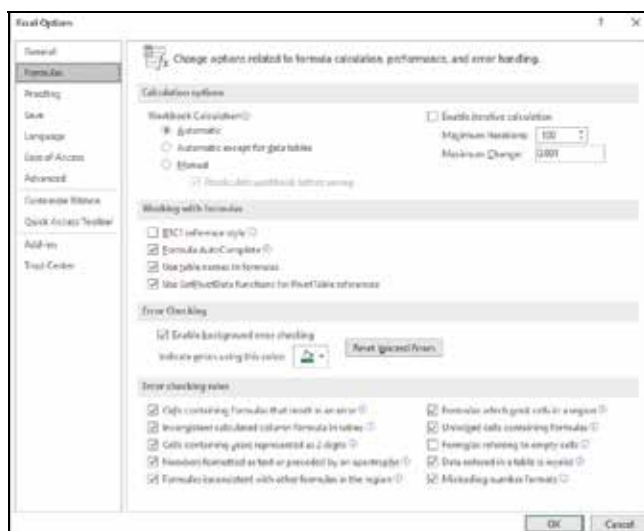 Excel Options
General
Formulas
Proofing
Save
Language
Ease of Access
Advanced
Customize Ribbon
Quick Access Toolbar
Add-ins
Trust Center
Change options related to formula calculation, performance, and error handling.
Calculation options
Workbook Calculation
Automatic
Automatic except for data tables
Manual
Recalculate workbook before saving
Enable iterative calculation
Maximum Iterations: 100
Maximum Change: 0.001
Working with formulas
R1C1 reference style
Formula AutoComplete
Use table names in formulas
Use GetPivotData functions for PivotTable references
Error Checking
Enable background error checking
Indicate errors using this color:
Reset Ignored Errors
Error checking rules
Cells containing formulas that result in an error
Inconsistent calculated column formula in tables
Cells containing years represented as 2 digits
Numbers formatted as text or preceded by an apostrophe
Formulas inconsistent with other formulas in the region
Formulas which omit cells in a region
Unlocked cells containing formulas
Formulas referring to empty cells
Data entered in a table is invalid
Misleading number formats
OK
Cancel